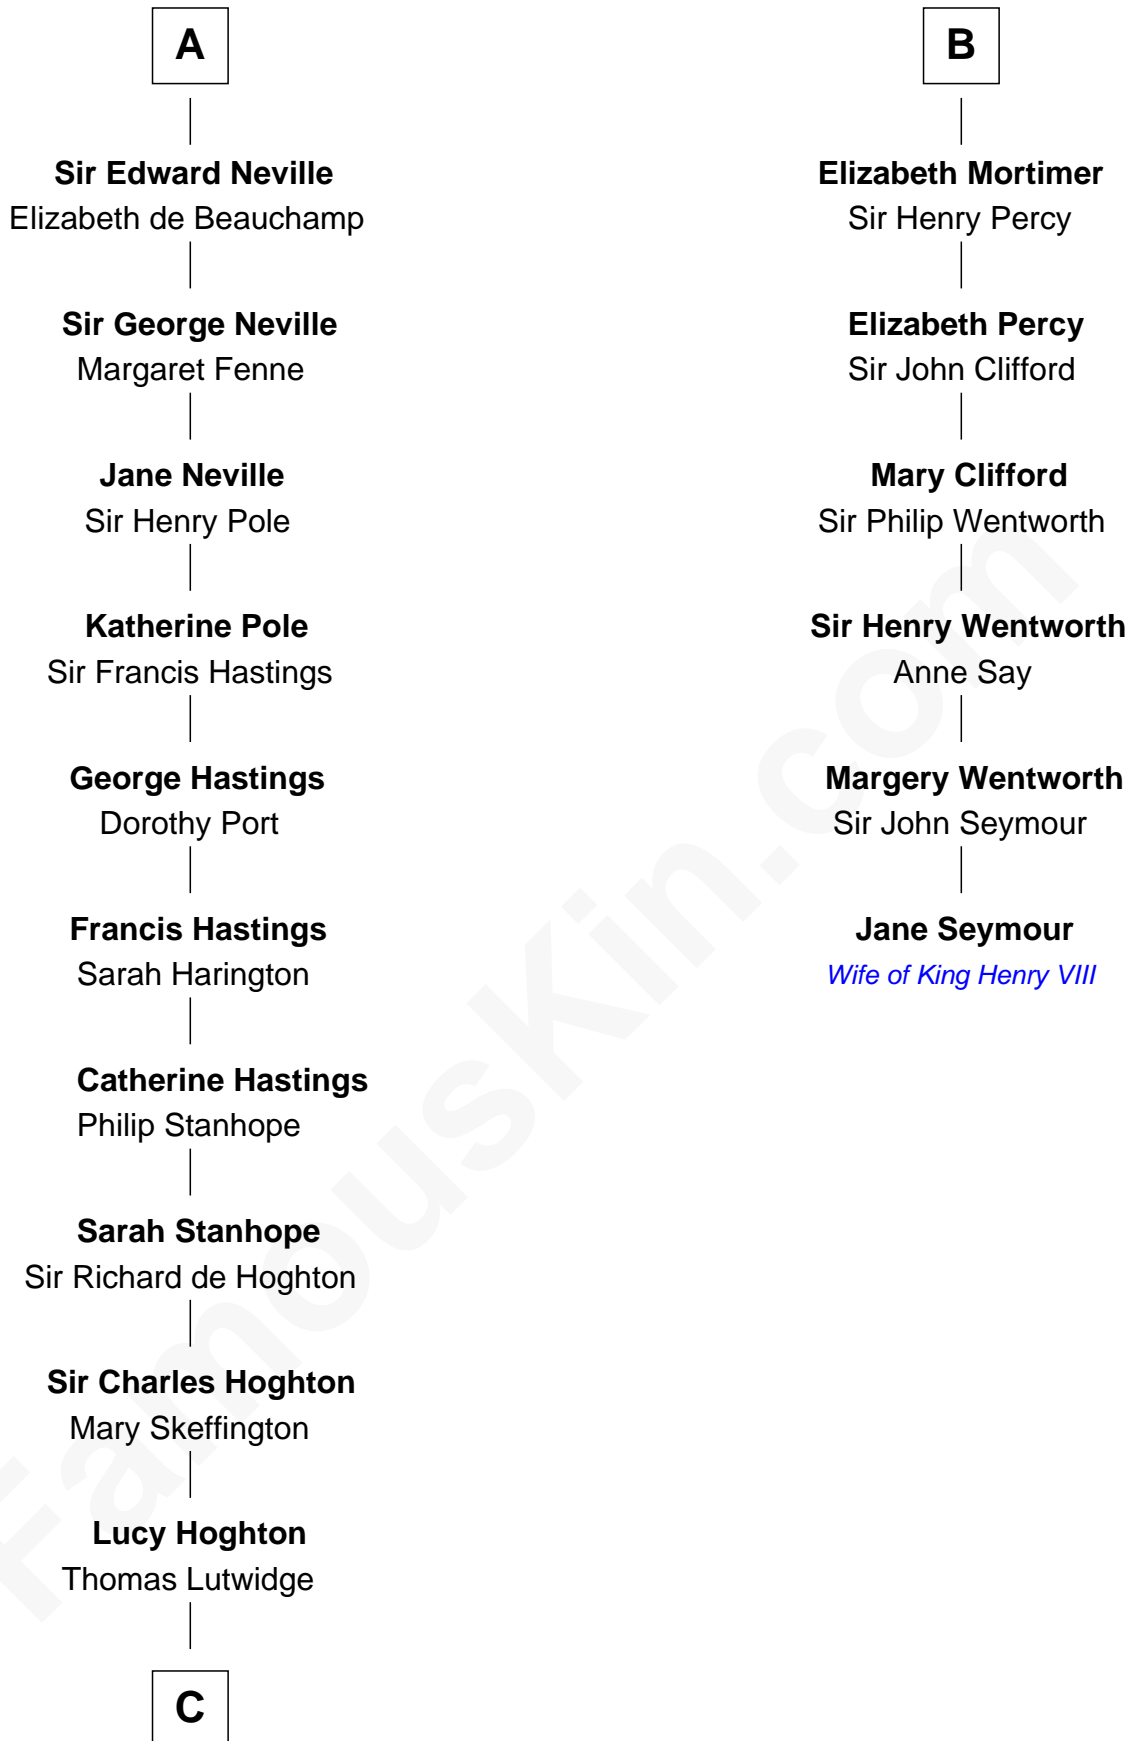 A
Sir Edward Neville
Elizabeth de Beauchamp
Sir George Neville
Margaret Fenne
Jane Neville
Sir Henry Pole
Katherine Pole
Sir Francis Hastings
George Hastings
Dorothy Port
Francis Hastings
Sarah Harington
Catherine Hastings
Philip Stanhope
Sarah Stanhope
Sir Richard de Hoghton
Sir Charles Hoghton
Mary Skeffington
Lucy Hoghton
Thomas Lutwidge
C
B
Elizabeth Mortimer
Sir Henry Percy
Elizabeth Percy
Sir John Clifford
Mary Clifford
Sir Philip Wentworth
Sir Henry Wentworth
Anne Say
Margery Wentworth
Sir John Seymour
Jane Seymour
Wife of King Henry VIII
FamousKin.com